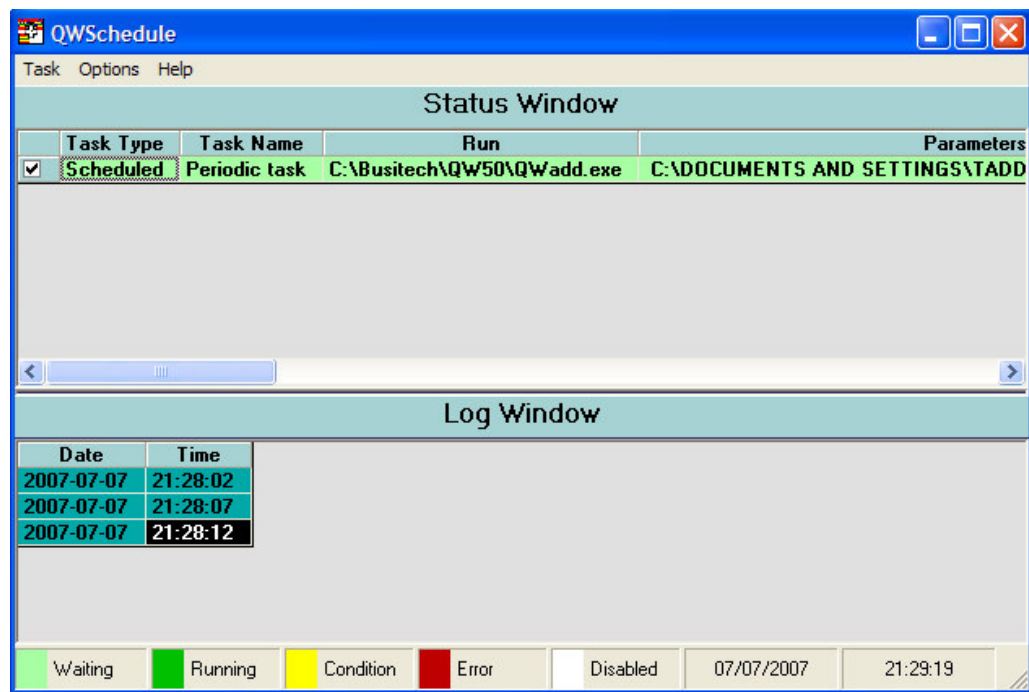 QWSchedule
Task Options Help
Status Window
Task Type Task Name Run Parameters
Scheduled Periodic task C:\Busitech\QW50\QWadd.exe C:\DOCUMENTS AND SETTINGS\TADD
Log Window
Date Time
2007-07-07 21:28:02
2007-07-07 21:28:07
2007-07-07 21:28:12
Waiting Running Condition Error Disabled 07/07/2007 21:29:19